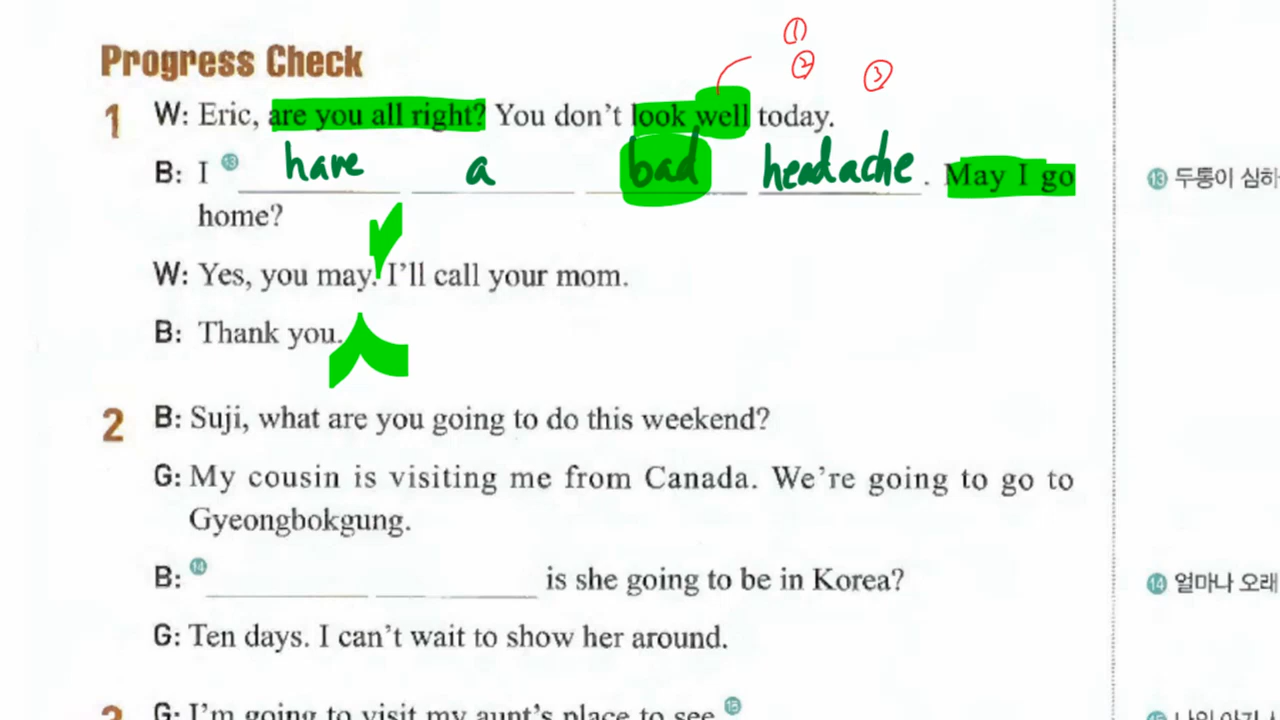 Progress Check
① 
②
③
1 W: Eric, are you all right? You don't look well today.
B: I ⑬ have a bad headache. May I go
⑬ 두통이 심하
home?
W: Yes, you may. I'll call your mom.
B: Thank you.
2 B: Suji, what are you going to do this weekend?
G: My cousin is visiting me from Canada. We're going to go to
Gyeongbokgung.
B: ⑭ is she going to be in Korea?
⑭ 얼마나 오래
G: Ten days. I can't wait to show her around.
G: I'm going to visit my aunt's place to see ⑮